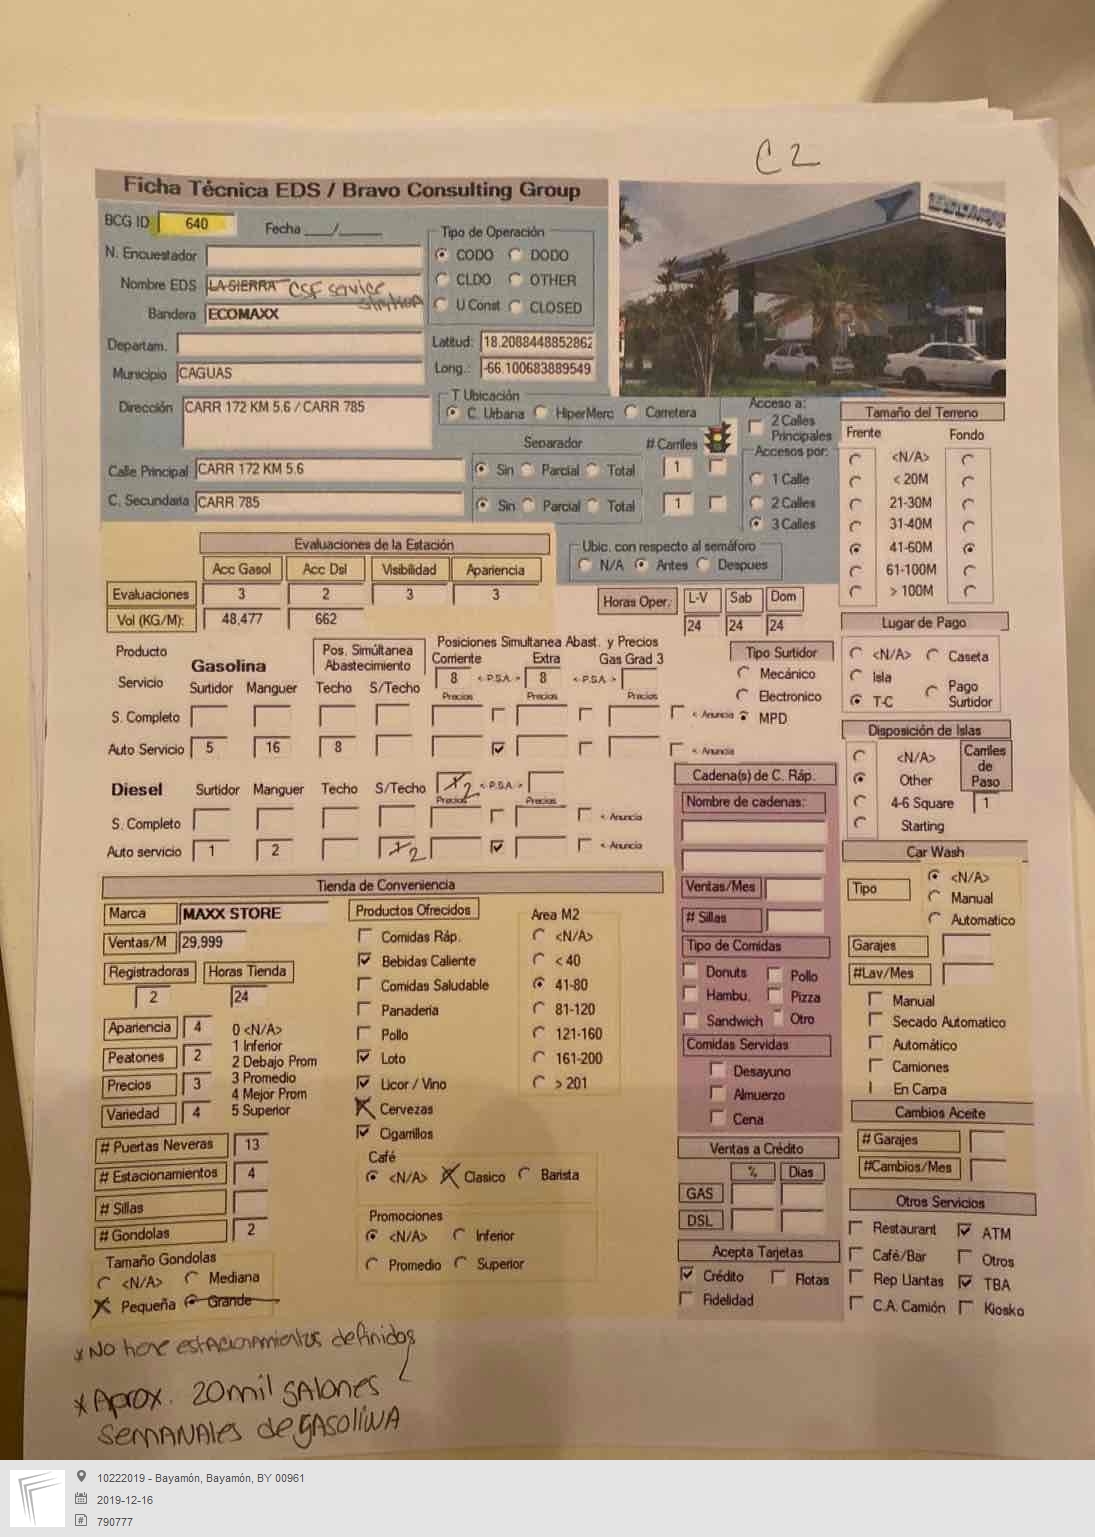 C2
Ficha Técnica EDS / Bravo Consulting Group
BCG ID 640 Fecha ___/______
N. Encuestador
Nombre EDS LA SIERRA CSF service station
Bandera ECOMAXX
Departam.
Municipio CAGUAS
Dirección CARR 172 KM 5.6 / CARR 785
Calle Principal CARR 172 KM 5.6
C. Secundaria CARR 785
Tipo de Operación
CODO DODO
CLDO OTHER
U Const CLOSED
Latitud: 18.2088448852862
Long.: -66.100683889549
T Ubicación
C. Urbana HiperMerc Carretera
Separador # Carriles
Sin Parcial Total 1
Sin Parcial Total 1
Acceso a:
2 Calles
Principales
Accesos por:
1 Calle
2 Calles
3 Calles
Ubic. con respecto al semáforo
N/A Antes Despues
Tamaño del Terreno
Frente Fondo
<N/A>
< 20M
21-30M
31-40M
41-60M
61-100M
> 100M
Evaluaciones de la Estación
Acc Gasol Acc Dsl Visibilidad Apariencia
Evaluaciones 3 2 3 3
Vol (KG/M): 48,477 662
Horas Oper: L-V Sab Dom
24 24 24
Lugar de Pago
<N/A> Caseta
Isla
T-C Pago
Surtidor
Producto
Servicio
Gasolina
Surtidor Manguer
Pos. Simúltanea
Abastecimiento
Techo S/Techo
Posiciones Simultanea Abast. y Precios
Corriente Extra Gas Grad 3
8 < P.S.A. > 8 < P.S.A. >
Precios Precios Precios
S. Completo < Anuncia
Auto Servicio 5 16 8 < Anuncia
Tipo Surtidor
Mecánico
Electronico
MPD
Disposición de Islas
<N/A>
Other
4-6 Square
Starting
Carriles
de
Paso
1
Diesel Surtidor Manguer Techo S/Techo 2 < P.S.A. >
Precios Precios
S. Completo < Anuncia
Auto servicio 1 2 2 < Anuncia
Cadena(s) de C. Ráp.
Nombre de cadenas:
Ventas/Mes
# Sillas
Tipo de Comidas
Donuts Pollo
Hambu. Pizza
Sandwich Otro
Comidas Servidas
Desayuno
Almuerzo
Cena
Ventas a Crédito
% Dias
GAS
DSL
Acepta Tarjetas
Crédito Flotas
Fidelidad
Car Wash
Tipo <N/A>
Manual
Automatico
Garajes
#Lav/Mes
Manual
Secado Automatico
Automático
Camiones
En Carpa
Cambios Aceite
# Garajes
#Cambios/Mes
Otros Servicios
Restaurant ATM
Café/Bar Otros
Rep Llantas TBA
C.A. Camión Kiosko
Tienda de Conveniencia
Marca MAXX STORE
Ventas/M 29,999
Registradoras Horas Tienda
2 24
Apariencia 4
Peatones 2
Precios 3
Variedad 4
0 <N/A>
1 Inferior
2 Debajo Prom
3 Promedio
4 Mejor Prom
5 Superior
# Puertas Neveras 13
# Estacionamientos 4
# Sillas
# Gondolas 2
Tamaño Gondolas
<N/A> Mediana
Pequeña Grande
Productos Ofrecidos
Comidas Ráp.
Bebidas Caliente
Comidas Saludable
Panaderia
Pollo
Loto
Licor / Vino
Cervezas
Cigarrillos
Area M2
<N/A>
< 40
41-80
81-120
121-160
161-200
> 201
Café
<N/A> Clasico Barista
Promociones
<N/A> Inferior
Promedio Superior
* No tiene estacionamientos definidos
* Aprox. 20 mil galones
semanales de gasolina
10222019 - Bayamón, Bayamón, BY 00961
2019-12-16
790777